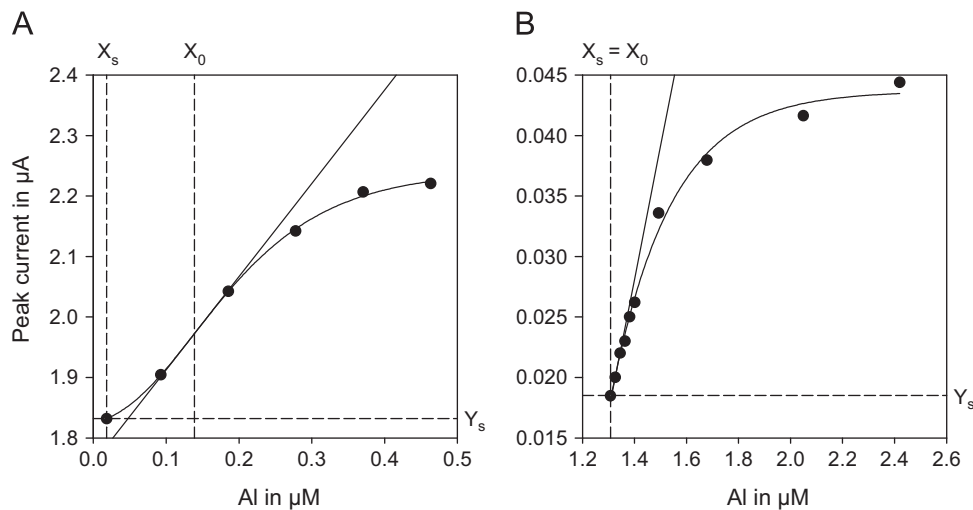 A
X_s X_0
2.4
2.3
2.2
2.1
2.0
1.9
1.8
Peak current in µA
Y_s
0.0 0.1 0.2 0.3 0.4 0.5
Al in µM
B
X_s = X_0
0.045
0.040
0.035
0.030
0.025
0.020
0.015
Y_s
1.2 1.4 1.6 1.8 2.0 2.2 2.4 2.6
Al in µM